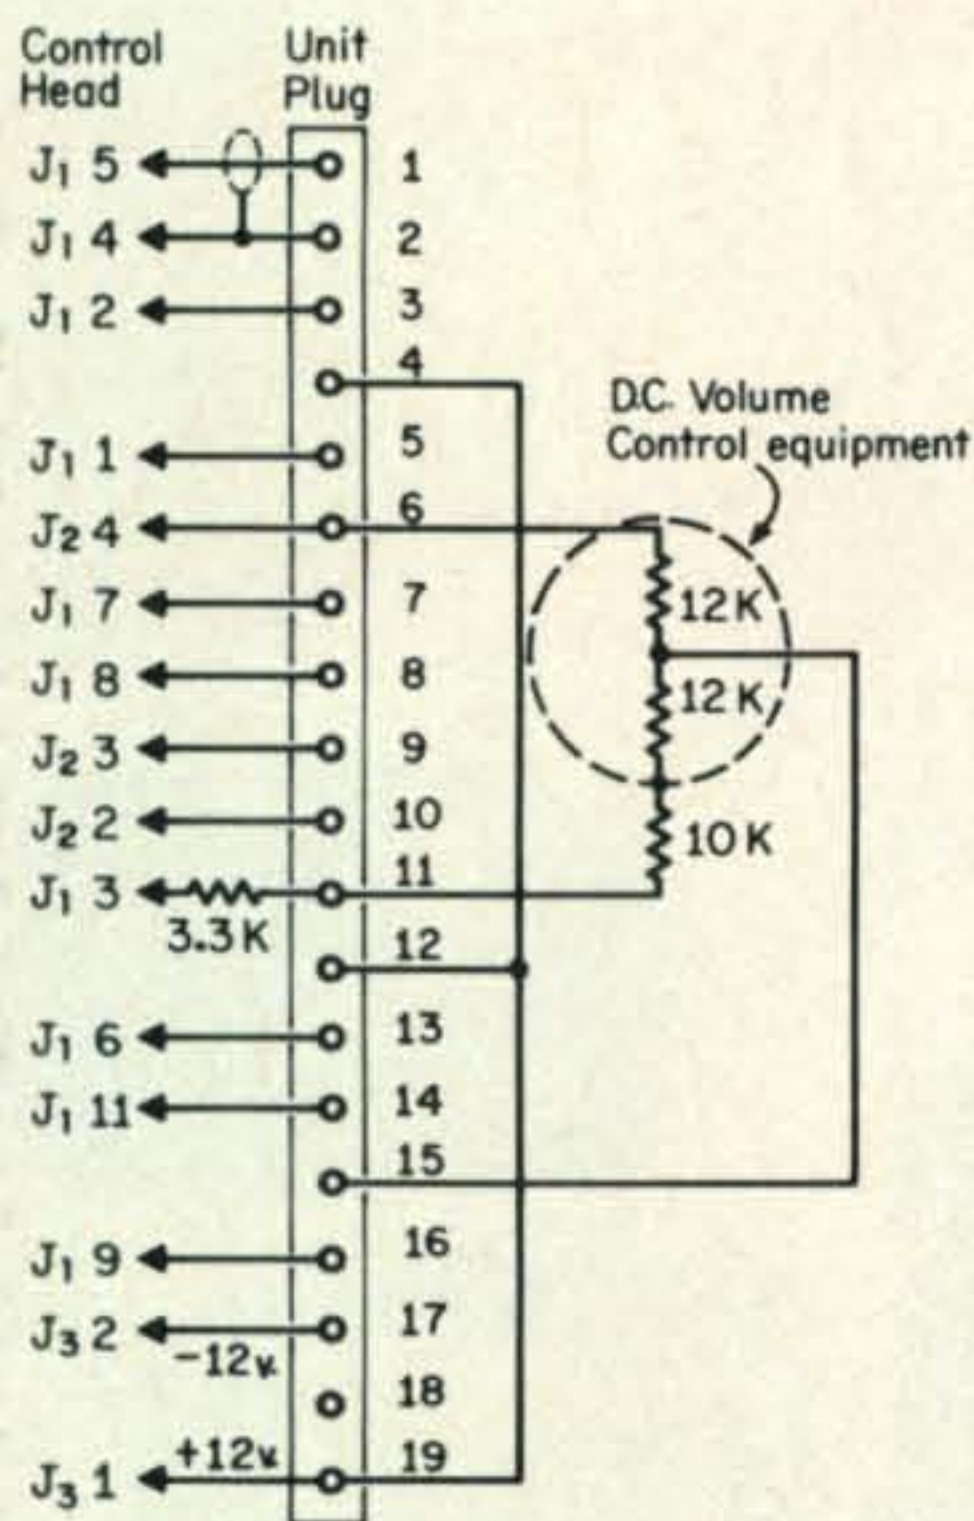 Control
Head
Unit
Plug
J₁ 5
1
J₁ 4
2
J₁ 2
3
4
D.C. Volume
Control equipment
J₁ 1
5
J₂ 4
6
J₁ 7
7
12K
J₁ 8
8
12K
J₂ 3
9
J₂ 2
10
10K
J₁ 3
11
3.3K
12
J₁ 6
13
J₁ 11
14
15
J₁ 9
16
J₃ 2
17
-12v.
18
+12v.
J₃ 1
19